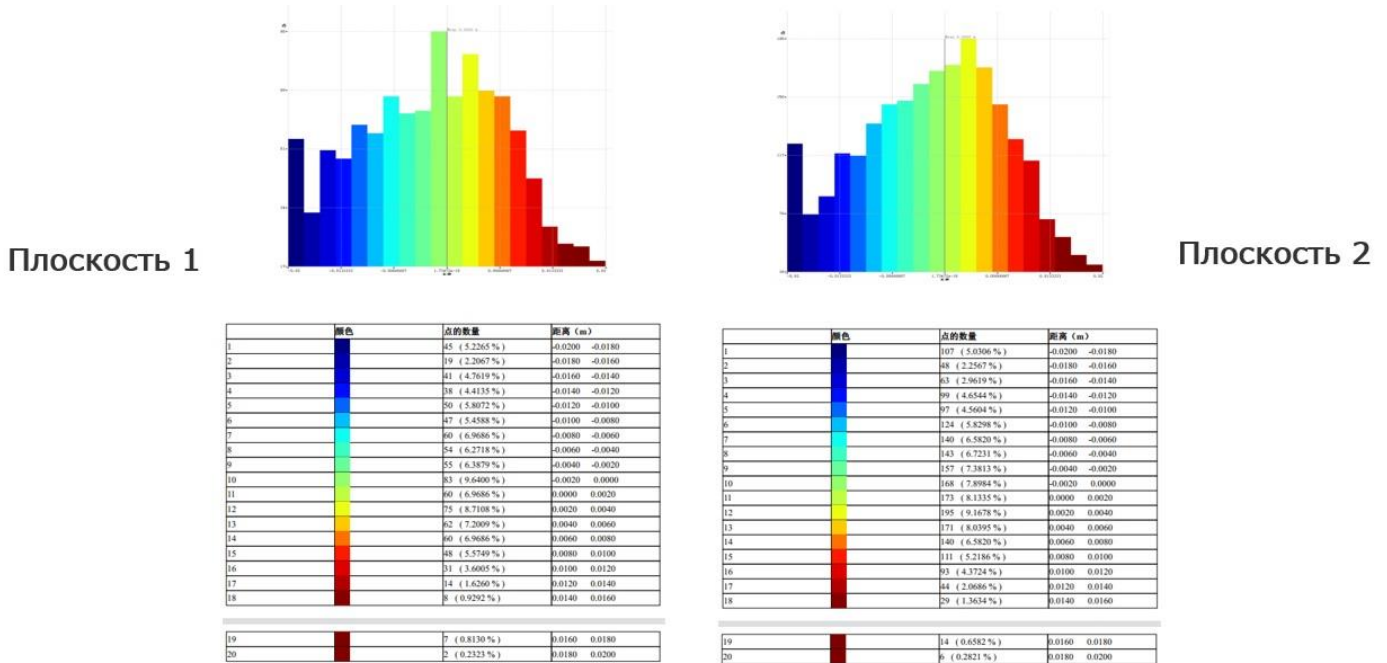 Плоскость 1
Плоскость 2
颜色 点的数量 距离（m）
1 45 ( 5.2265 % ) -0.0200 -0.0180
2 19 ( 2.2067 % ) -0.0180 -0.0160
3 41 ( 4.7619 % ) -0.0160 -0.0140
4 38 ( 4.4135 % ) -0.0140 -0.0120
5 50 ( 5.8072 % ) -0.0120 -0.0100
6 47 ( 5.4588 % ) -0.0100 -0.0080
7 60 ( 6.9686 % ) -0.0080 -0.0060
8 54 ( 6.2718 % ) -0.0060 -0.0040
9 55 ( 6.3879 % ) -0.0040 -0.0020
10 83 ( 9.6400 % ) -0.0020 0.0000
11 60 ( 6.9686 % ) 0.0000 0.0020
12 75 ( 8.7108 % ) 0.0020 0.0040
13 62 ( 7.2009 % ) 0.0040 0.0060
14 60 ( 6.9686 % ) 0.0060 0.0080
15 48 ( 5.5749 % ) 0.0080 0.0100
16 31 ( 3.6005 % ) 0.0100 0.0120
17 14 ( 1.6260 % ) 0.0120 0.0140
18 8 ( 0.9292 % ) 0.0140 0.0160
19 7 ( 0.8130 % ) 0.0160 0.0180
20 2 ( 0.2323 % ) 0.0180 0.0200
颜色 点的数量 距离（m）
1 107 ( 5.0306 % ) -0.0200 -0.0180
2 48 ( 2.2567 % ) -0.0180 -0.0160
3 63 ( 2.9619 % ) -0.0160 -0.0140
4 99 ( 4.6544 % ) -0.0140 -0.0120
5 97 ( 4.5604 % ) -0.0120 -0.0100
6 124 ( 5.8298 % ) -0.0100 -0.0080
7 140 ( 6.5820 % ) -0.0080 -0.0060
8 143 ( 6.7231 % ) -0.0060 -0.0040
9 157 ( 7.3813 % ) -0.0040 -0.0020
10 168 ( 7.8984 % ) -0.0020 0.0000
11 173 ( 8.1335 % ) 0.0000 0.0020
12 195 ( 9.1678 % ) 0.0020 0.0040
13 171 ( 8.0395 % ) 0.0040 0.0060
14 140 ( 6.5820 % ) 0.0060 0.0080
15 111 ( 5.2186 % ) 0.0080 0.0100
16 93 ( 4.3724 % ) 0.0100 0.0120
17 44 ( 2.0686 % ) 0.0120 0.0140
18 29 ( 1.3634 % ) 0.0140 0.0160
19 14 ( 0.6582 % ) 0.0160 0.0180
20 6 ( 0.2821 % ) 0.0180 0.0200